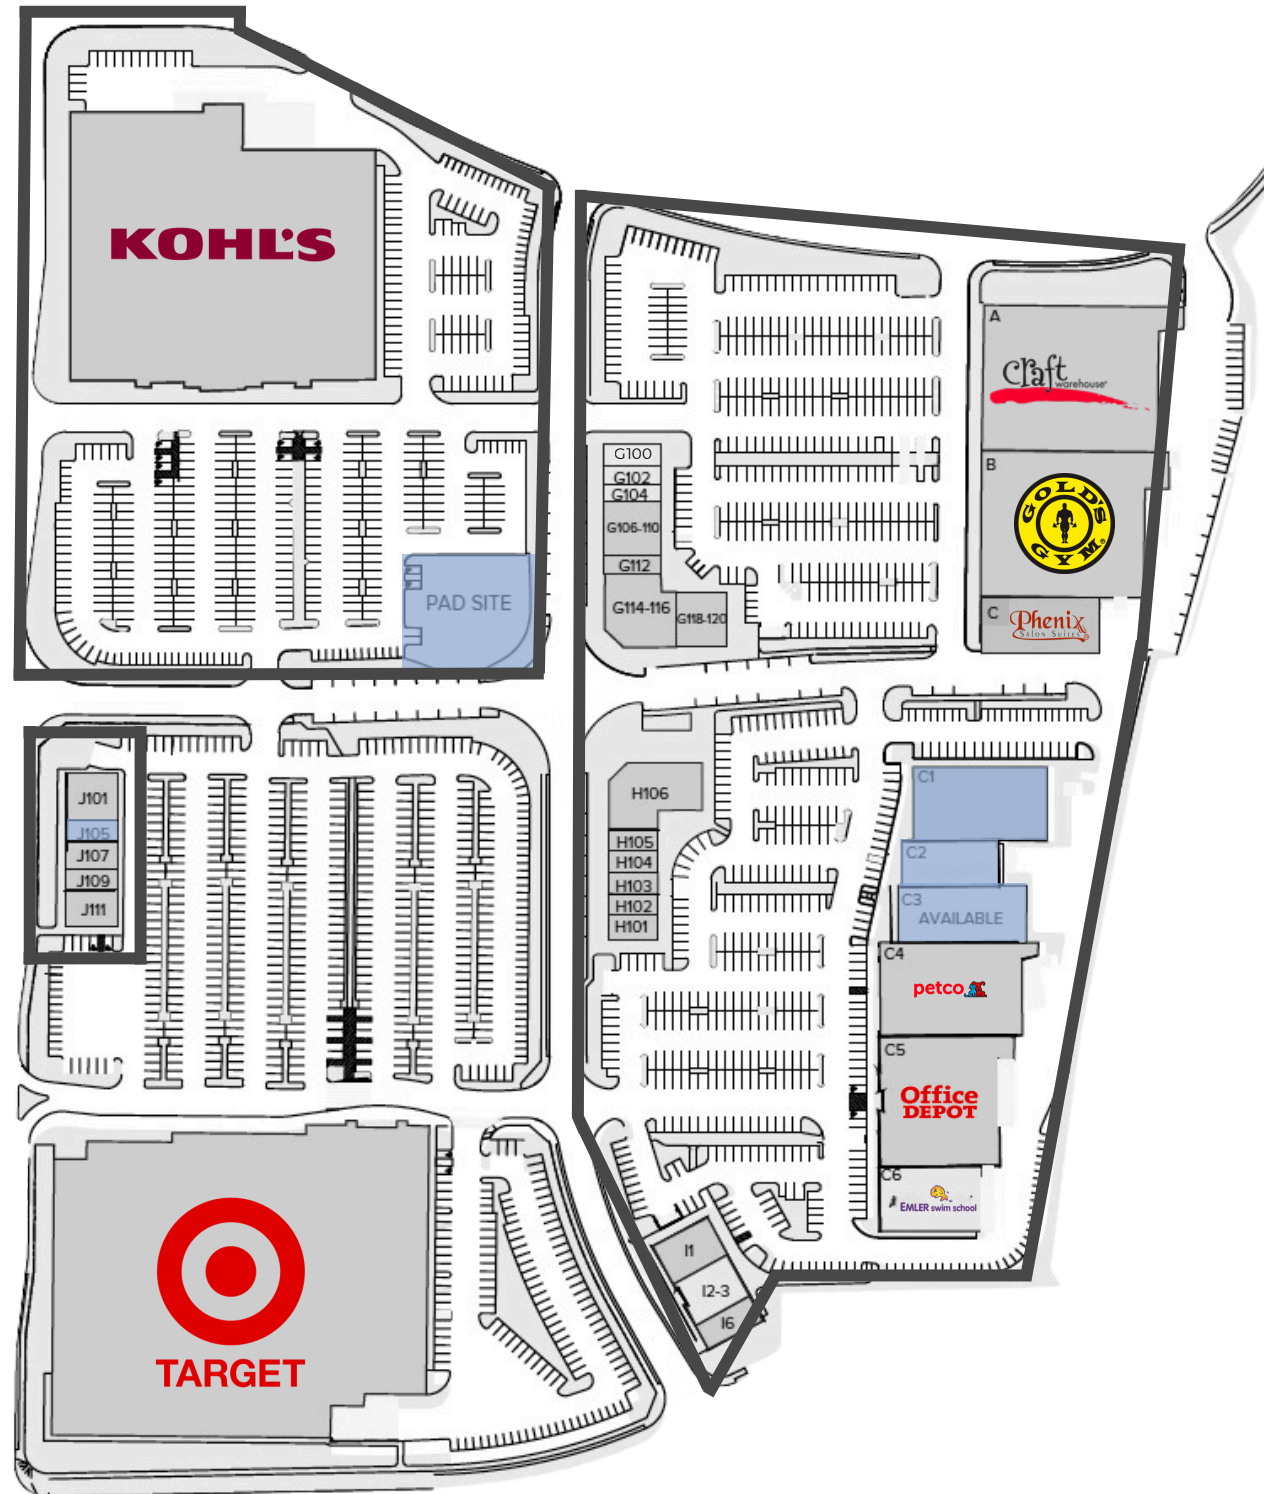 KOHL'S
PAD SITE
A
craft
warehouse
B
GOLD'S
GYM
C
Phenix
SALON SUITES
G100
G102
G104
G106-110
G112
G114-116
G118-120
J101
J105
J107
J109
J111
H106
H105
H104
H103
H102
H101
C1
C2
C3
AVAILABLE
C4
petco
C5
Office
DEPOT
C6
EMLER swim school
I1
I2-3
I6
TARGET